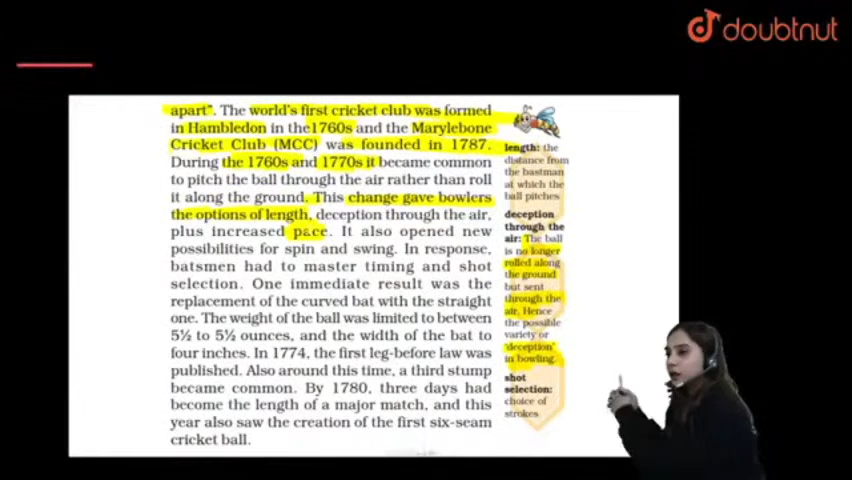 doubtnut
apart". The world's first cricket club was formed
in Hambledon in the 1760s and the Marylebone
Cricket Club (MCC) was founded in 1787.
During the 1760s and 1770s it became common
to pitch the ball through the air rather than roll
it along the ground. This change gave bowlers
the options of length, deception through the air,
plus increased pace. It also opened new
possibilities for spin and swing. In response,
batsmen had to master timing and shot
selection. One immediate result was the
replacement of the curved bat with the straight
one. The weight of the ball was limited to between
5½ to 5½ ounces, and the width of the bat to
four inches. In 1774, the first leg-before law was
published. Also around this time, a third stump
became common. By 1780, three days had
become the length of a major match, and this
year also saw the creation of the first six-seam
cricket ball.
length: the
distance from
the bastman
at which the
ball pitches
deception
through the
air: The ball
is no longer
rolled along
the ground
but sent
through the
air. Hence
the possible
variety or
"deception"
in bowling.
shot
selection:
choice of
strokes